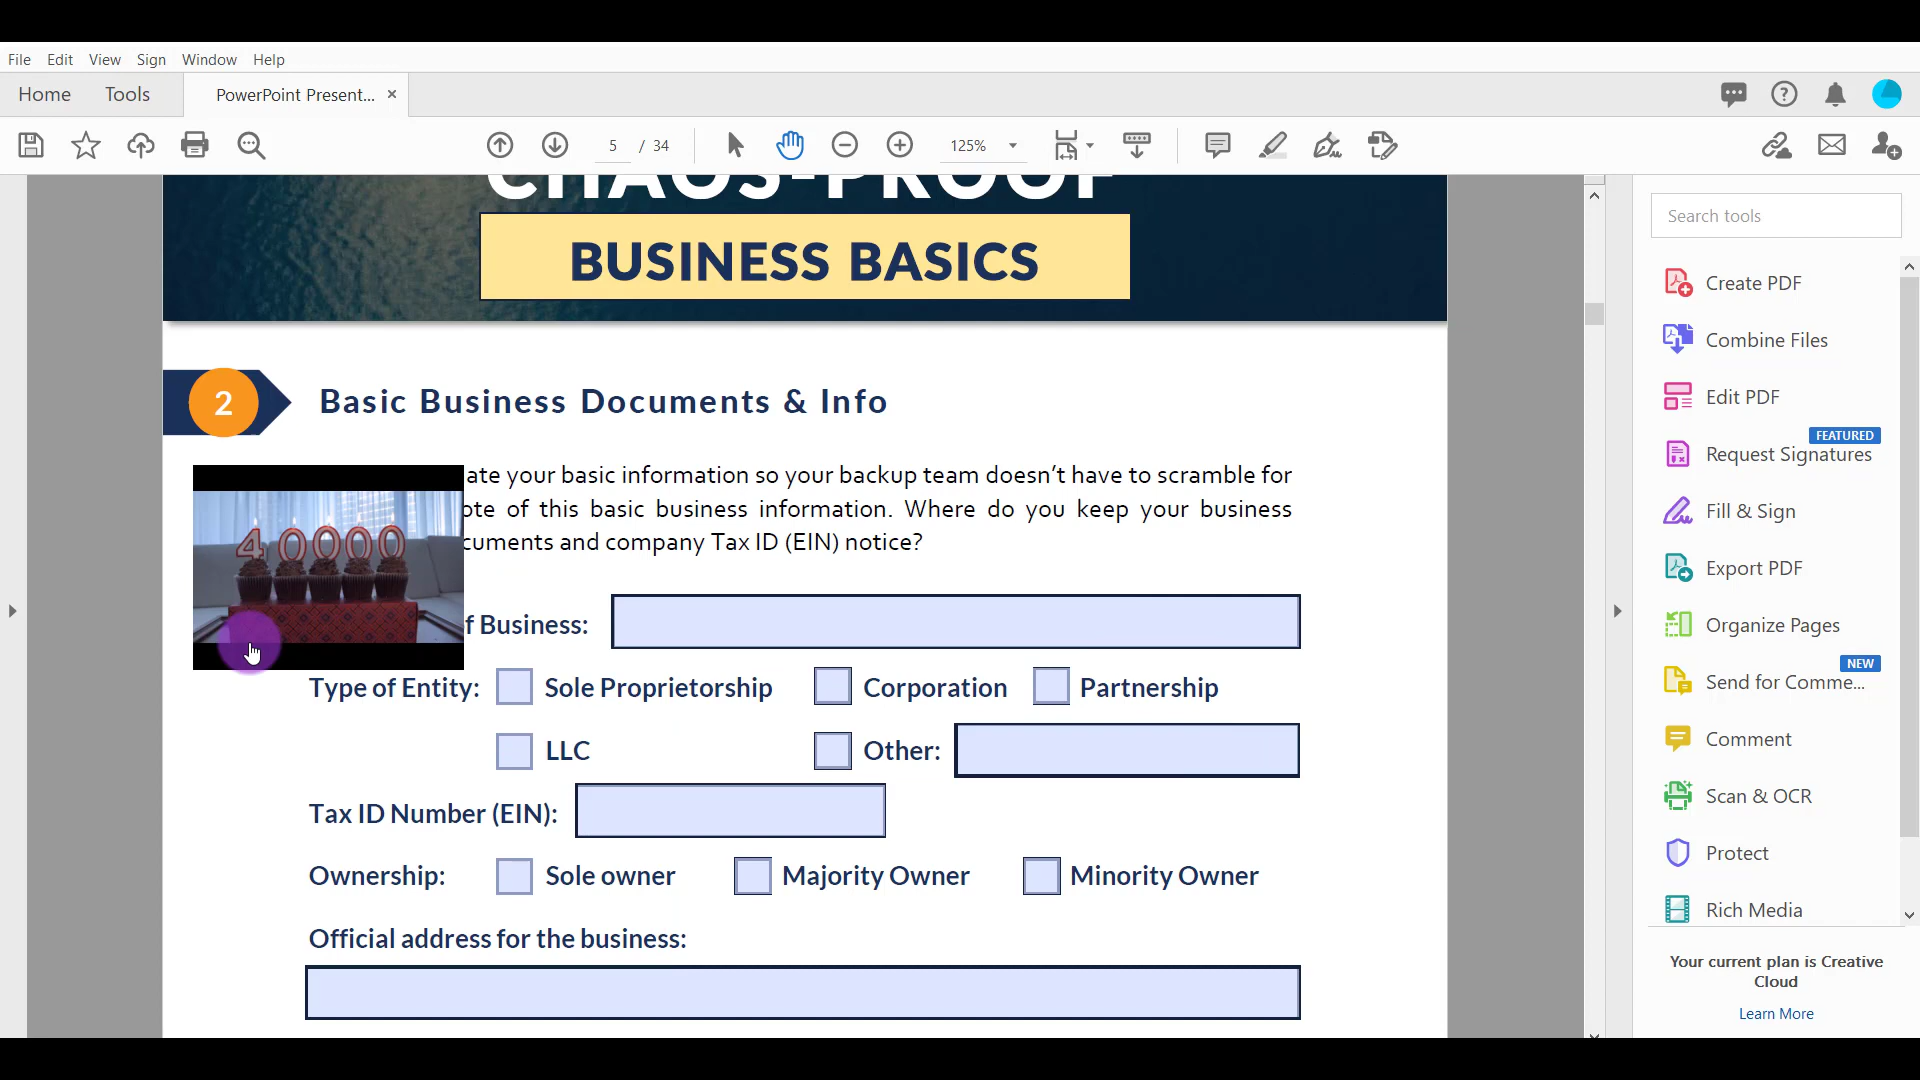 File Edit View Sign Window Help
Home Tools PowerPoint Present... ×
5 / 34 125%
CHAOS-PROOF
BUSINESS BASICS
2 Basic Business Documents & Info
ate your basic information so your backup team doesn't have to scramble for
ote of this basic business information. Where do you keep your business
cuments and company Tax ID (EIN) notice?
40000
f Business:
Type of Entity: Sole Proprietorship Corporation Partnership
LLC Other:
Tax ID Number (EIN):
Ownership: Sole owner Majority Owner Minority Owner
Official address for the business:
Search tools
Create PDF
Combine Files
Edit PDF
FEATURED
Request Signatures
Fill & Sign
Export PDF
Organize Pages
NEW
Send for Comme...
Comment
Scan & OCR
Protect
Rich Media
Your current plan is Creative
Cloud
Learn More